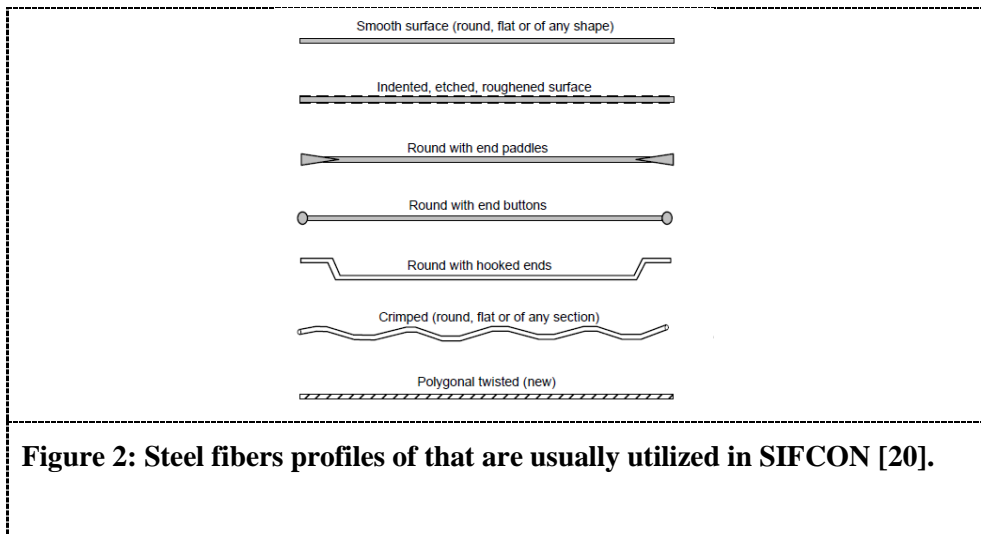 Smooth surface (round, flat or of any shape)
Indented, etched, roughened surface
Round with end paddles
Round with end buttons
Round with hooked ends
Crimped (round, flat or of any section)
Polygonal twisted (new)
Figure 2: Steel fibers profiles of that are usually utilized in SIFCON [20].